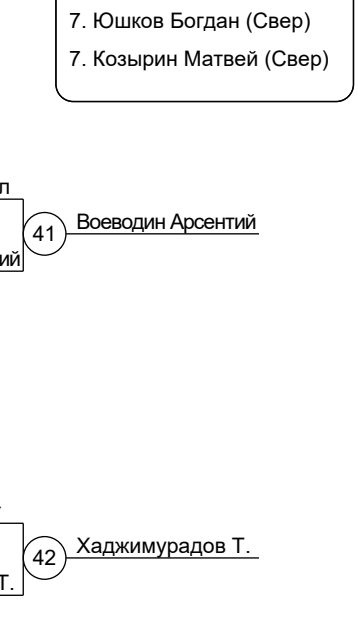 7. Юшков Богдан (Свер)
7. Козырин Матвей (Свер)
41
Воеводин Арсентий
42
Хаджимурадов Т.
Т.